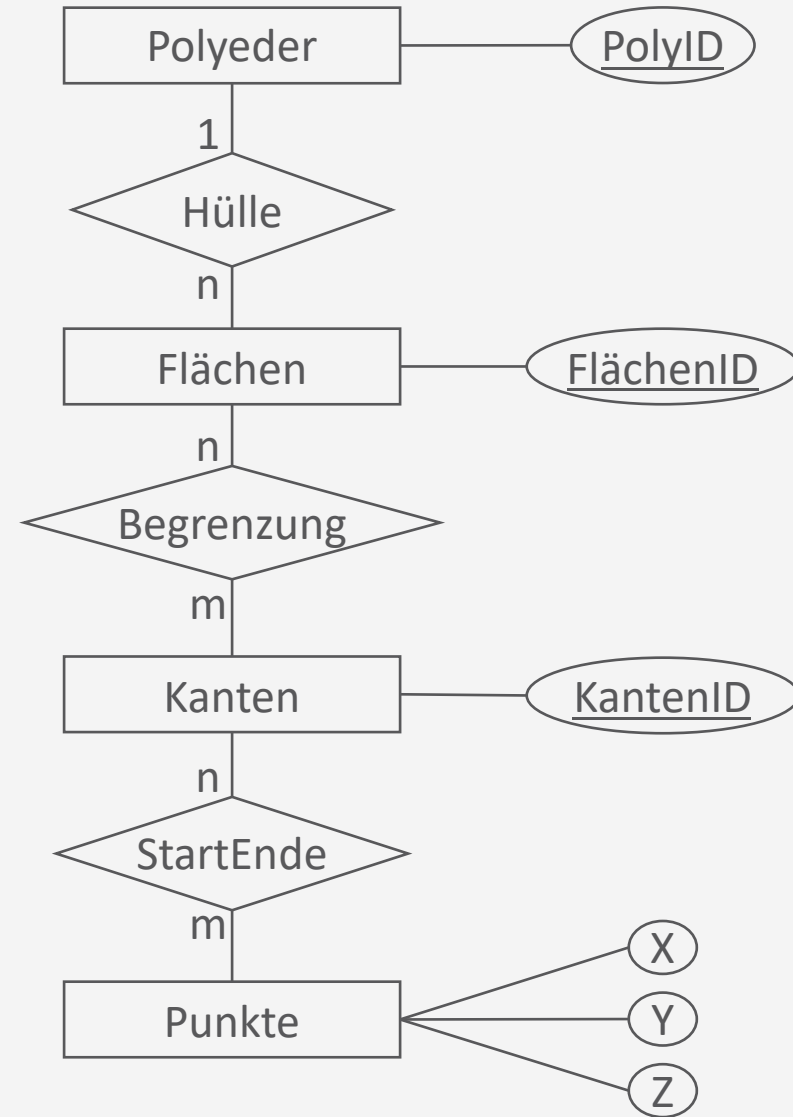 Polyeder
PolyID
1
Hülle
n
Flächen
FlächenID
n
Begrenzung
m
Kanten
KantenID
n
StartEnde
m
X
Punkte
Y
Z